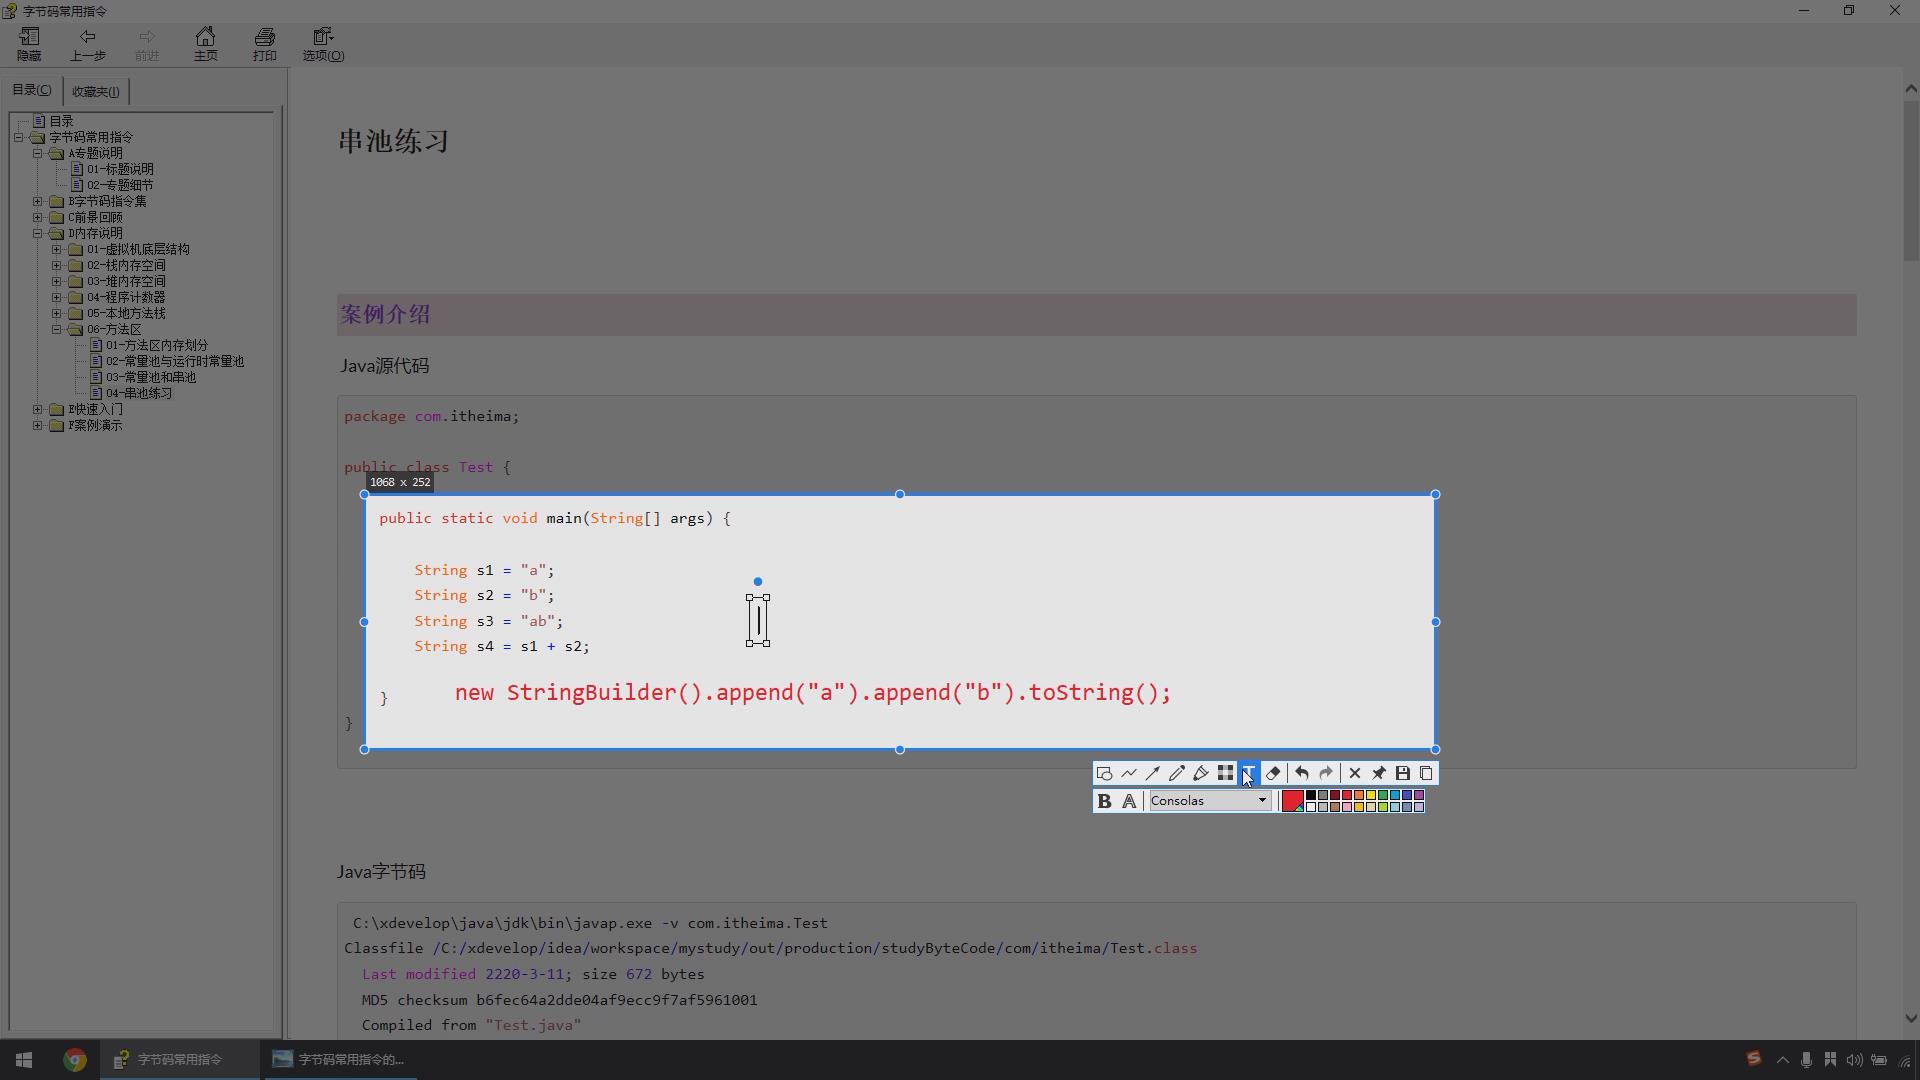 字节码常用指令
隐藏 上一步 前进 主页 打印 选项(O)
目录(C) 收藏夹(I)
目录
字节码常用指令
A专题说明
01-标题说明
02-专题细节
B字节码指令集
C前景回顾
D内存说明
01-虚拟机底层结构
02-栈内存空间
03-堆内存空间
04-程序计数器
05-本地方法栈
06-方法区
01-方法区内存划分
02-常量池与运行时常量池
03-常量池和串池
04-串池练习
E快速入门
F案例演示
串池练习
案例介绍
Java源代码
package com.itheima;
public class Test {
1068 x 252
public static void main(String[] args) {
String s1 = "a";
String s2 = "b";
String s3 = "ab";
String s4 = s1 + s2;
} new StringBuilder().append("a").append("b").toString();
}
B A Consolas
Java字节码
C:\xdevelop\java\jdk\bin\javap.exe -v com.itheima.Test
Classfile /C:/xdevelop/idea/workspace/mystudy/out/production/studyByteCode/com/itheima/Test.class
Last modified 2220-3-11; size 672 bytes
MD5 checksum b6fec64a2dde04af9ecc9f7af5961001
Compiled from "Test.java"
字节码常用指令 字节码常用指令的...